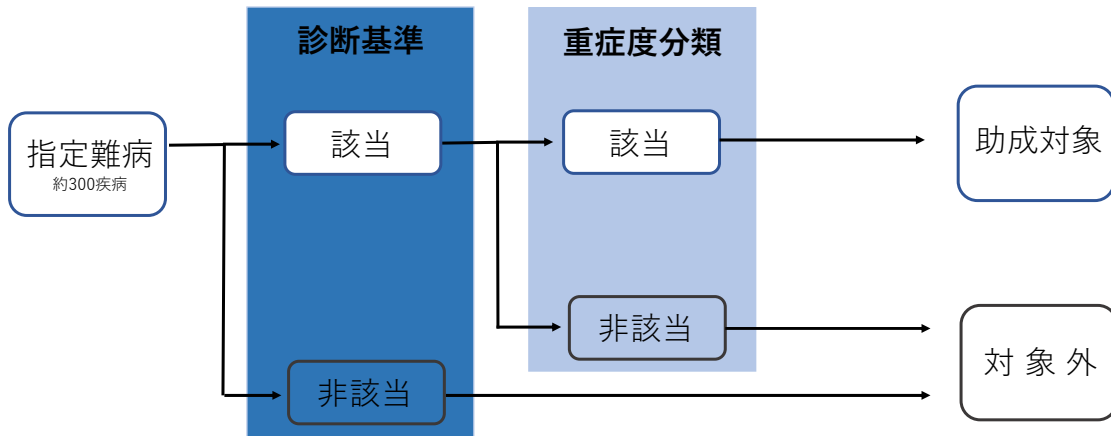 診断基準
重症度分類
指定難病
約300疾病
該当
該当
助成対象
非該当
非該当
対象外